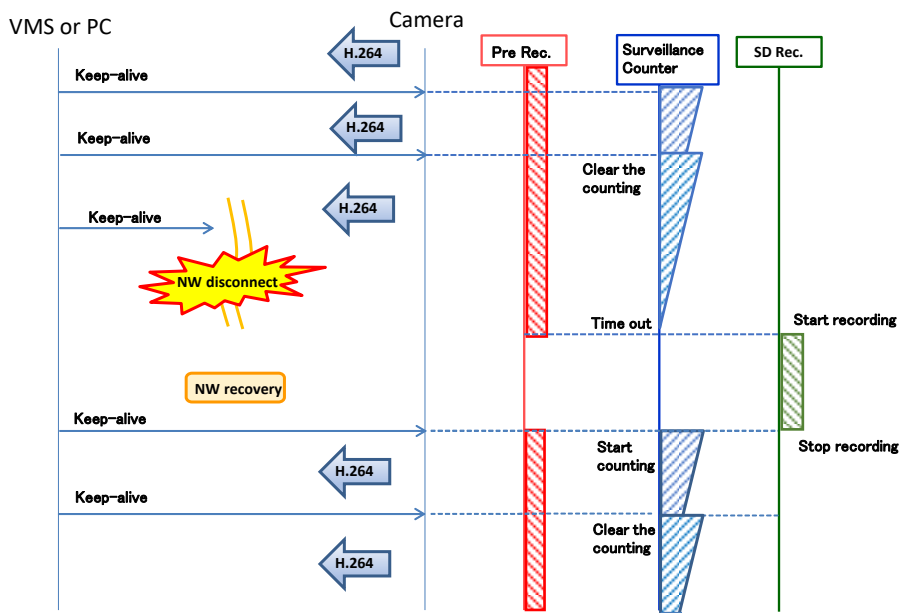 VMS or PC
Camera
Pre Rec.
Surveillance
Counter
SD Rec.
H.264
Keep-alive
H.264
Keep-alive
Clear the
counting
H.264
Keep-alive
NW disconnect
Time out
Start recording
NW recovery
Keep-alive
Start
counting
Stop recording
H.264
Keep-alive
Clear the
counting
H.264